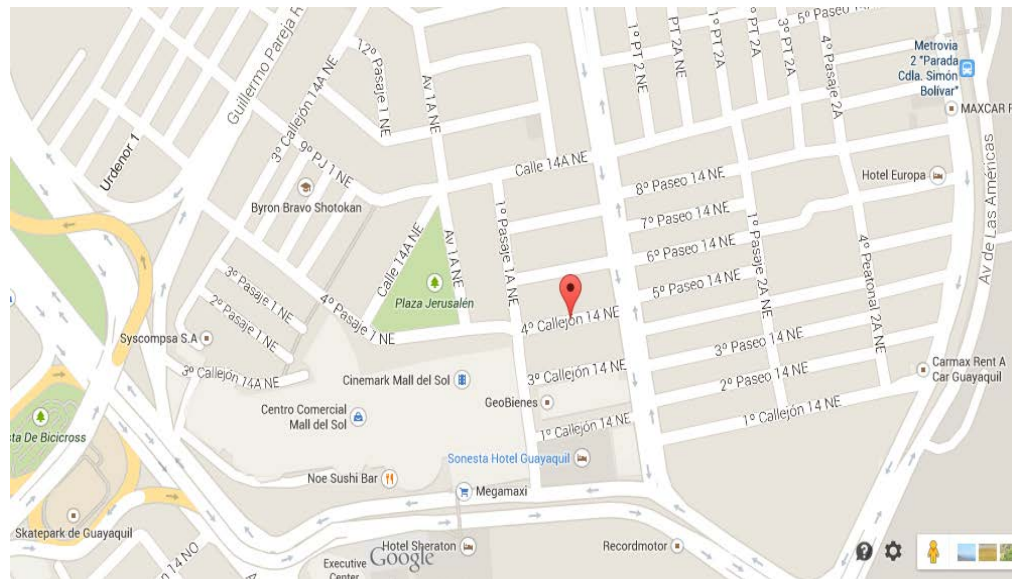 5º Paseo 14 NE
Guillermo Pareja R
12º Pasaje 1 NE
Av 1A NE
1º PT 2 NE
PT 2A NE
1º PT 2A
3º PT 2A
4º Pasaje 2A
Metrovia
2 "Parada
Cdla. Simón
Bolívar"
MAXCAR R
Urdenor 1
3º Callejón 14A NE
9º PJ 1 NE
Byron Bravo Shotokan
Calle 14A NE
8º Paseo 14 NE
Hotel Europa
7º Paseo 14 NE
6º Paseo 14 NE
5º Paseo 14 NE
1º Pasaje 1A NE
1º Pasaje 2A NE
4º Peatonal 2A NE
Av de Las Américas
Calle 14A NE
Av 1A NE
Plaza Jerusalén
3º Pasaje 1 NE
2º Pasaje 1 NE
4º Pasaje 1 NE
4º Callejón 14 NE
Syscompsa S.A
3º Callejón 14A NE
3º Paseo 14 NE
2º Paseo 14 NE
1º Callejón 14 NE
Carmax Rent A
Car Guayaquil
Cinemark Mall del Sol
3º Callejón 14 NE
GeoBienes
Centro Comercial
Mall del Sol
1º Callejón 14 NE
sta De Bicicross
Sonesta Hotel Guayaquil
Noe Sushi Bar
Megamaxi
Skatepark de Guayaquil
14 NO
Hotel Sheraton
Executive
Center
Google
Recordmotor